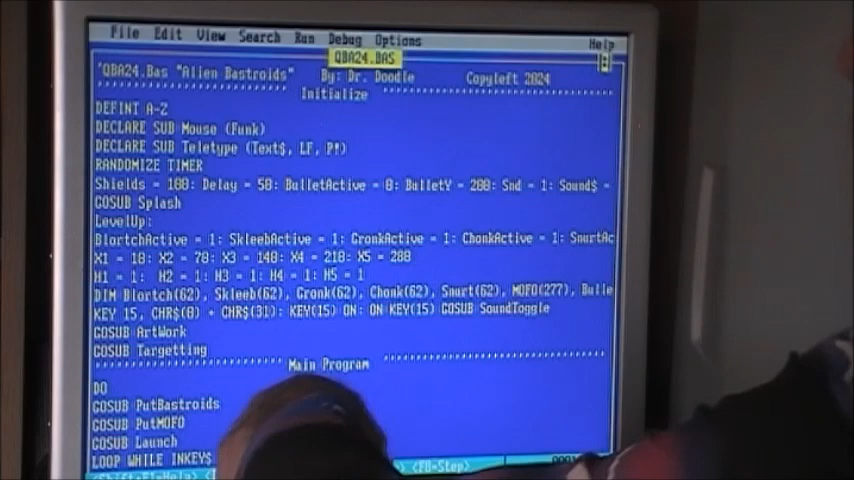 File Edit View Search Run Debug Options Help
QBA24.BAS
'QBA24.Bas "Alien Bastroids" By: Dr. Doodle Copyleft 2024
Initialize
DEFINT A-Z
DECLARE SUB Mouse (Funk)
DECLARE SUB Teletype (Text$, LF, P!)
RANDOMIZE TIMER
Shields = 100: Delay = 50: BulletActive = 0: BulletY = 200: Snd = 1: Sound$ =
COSUB Splash
LevelUp:
BlortchActive = 1: SkleebActive = 1: GronkActive = 1: ChonkActive = 1: SnurtAc
X1 = 10: X2 = 70: X3 = 140: X4 = 210: X5 = 280
H1 = 1: H2 = 1: H3 = 1: H4 = 1: H5 = 1
DIM Blortch(62), Skleeb(62), Gronk(62), Chonk(62), Snurt(62), MOFO(277), Bulle
KEY 15, CHR$(0) + CHR$(31): KEY(15) ON: ON KEY(15) GOSUB SoundToggle
GOSUB ArtWork
GOSUB Targetting
Main Program
DO
GOSUB PutBastroids
GOSUB PutMOFO
GOSUB Launch
LOOP WHILE INKEY$
<Shift+F1=Help> <F8=Step>